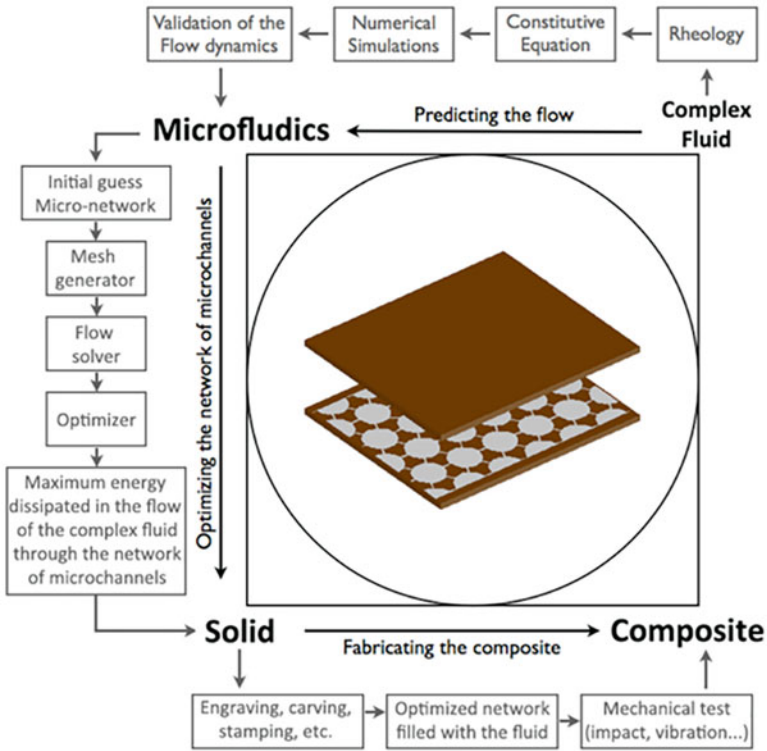 Validation of the
Flow dynamics
Numerical
Simulations
Constitutive
Equation
Rheology
Microfludics
Predicting the flow
Complex
Fluid
Initial guess
Micro-network
Mesh
generator
Flow
solver
Optimizer
Maximum energy
dissipated in the flow
of the complex fluid
through the network
of microchannels
Optimizing the network of microchannels
Solid
Fabricating the composite
Composite
Engraving, carving,
stamping, etc.
Optimized network
filled with the fluid
Mechanical test
(impact, vibration...)